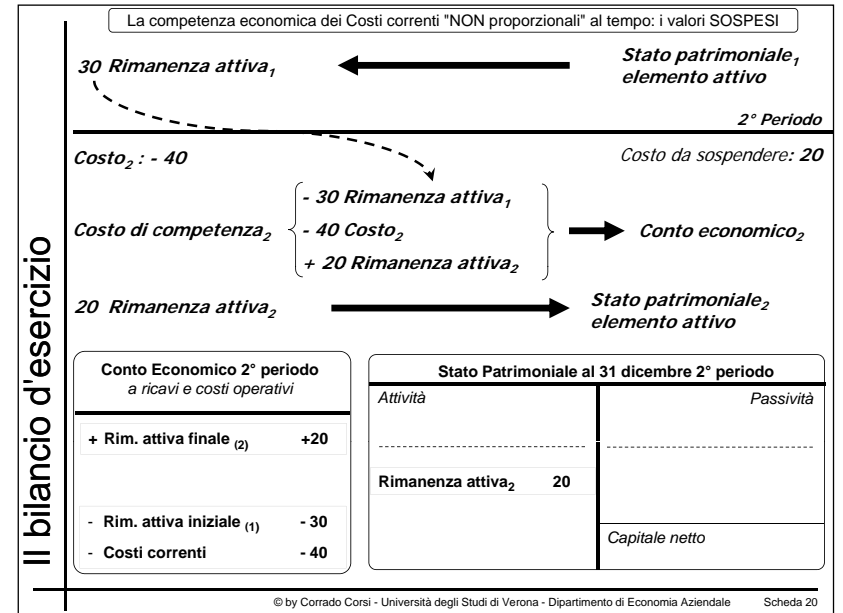 La competenza economica dei Costi correnti "NON proporzionali" al tempo: i valori SOSPESI
30 Rimanenza attiva1
Stato patrimoniale1
elemento attivo
2° Periodo
Costo2 : - 40
Costo da sospendere: 20
- 30 Rimanenza attiva1
Costo di competenza2
- 40 Costo2
Conto economico2
+ 20 Rimanenza attiva2
20 Rimanenza attiva2
Stato patrimoniale2
elemento attivo
Il bilancio d'esercizio
Conto Economico 2° periodo
a ricavi e costi operativi
+ Rim. attiva finale (2) +20
- Rim. attiva iniziale (1) - 30
- Costi correnti - 40
Stato Patrimoniale al 31 dicembre 2° periodo
Attività
Passività
Rimanenza attiva2 20
Capitale netto
© by Corrado Corsi - Università degli Studi di Verona - Dipartimento di Economia Aziendale Scheda 20